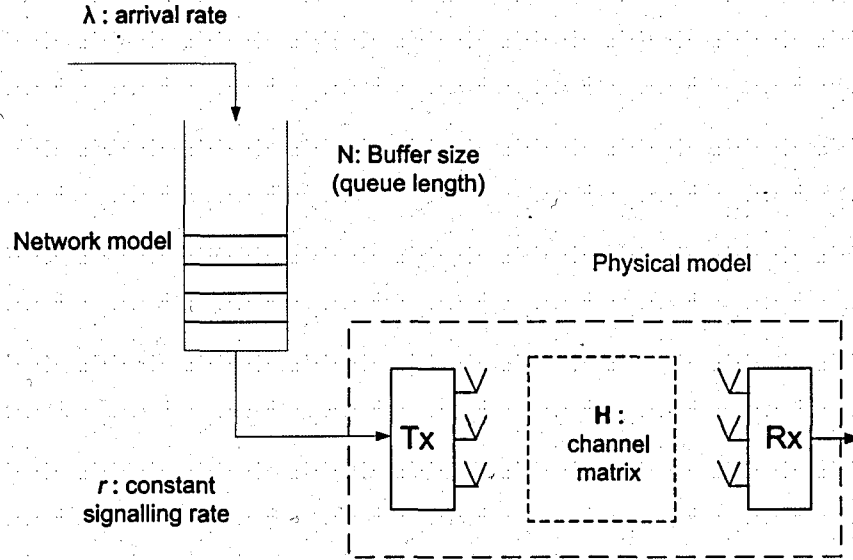 λ : arrival rate
N: Buffer size
(queue length)
Network model
Physical model
Tx
H :
channel
matrix
Rx
r : constant
signalling rate